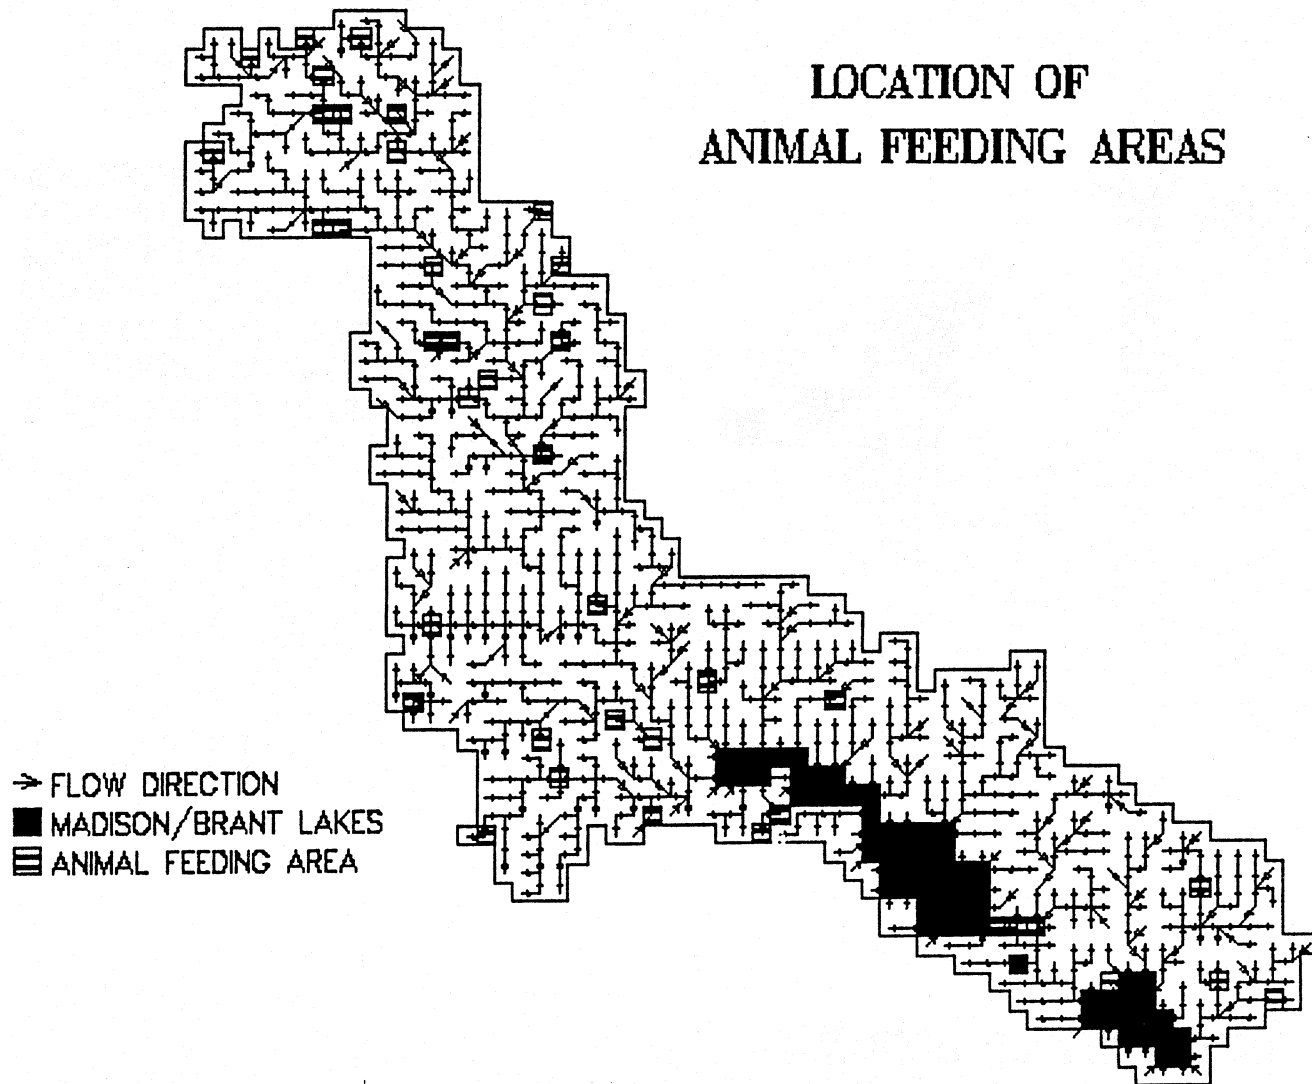 LOCATION OF
ANIMAL FEEDING AREAS
FLOW DIRECTION
MADISON/BRANT LAKES
ANIMAL FEEDING AREA